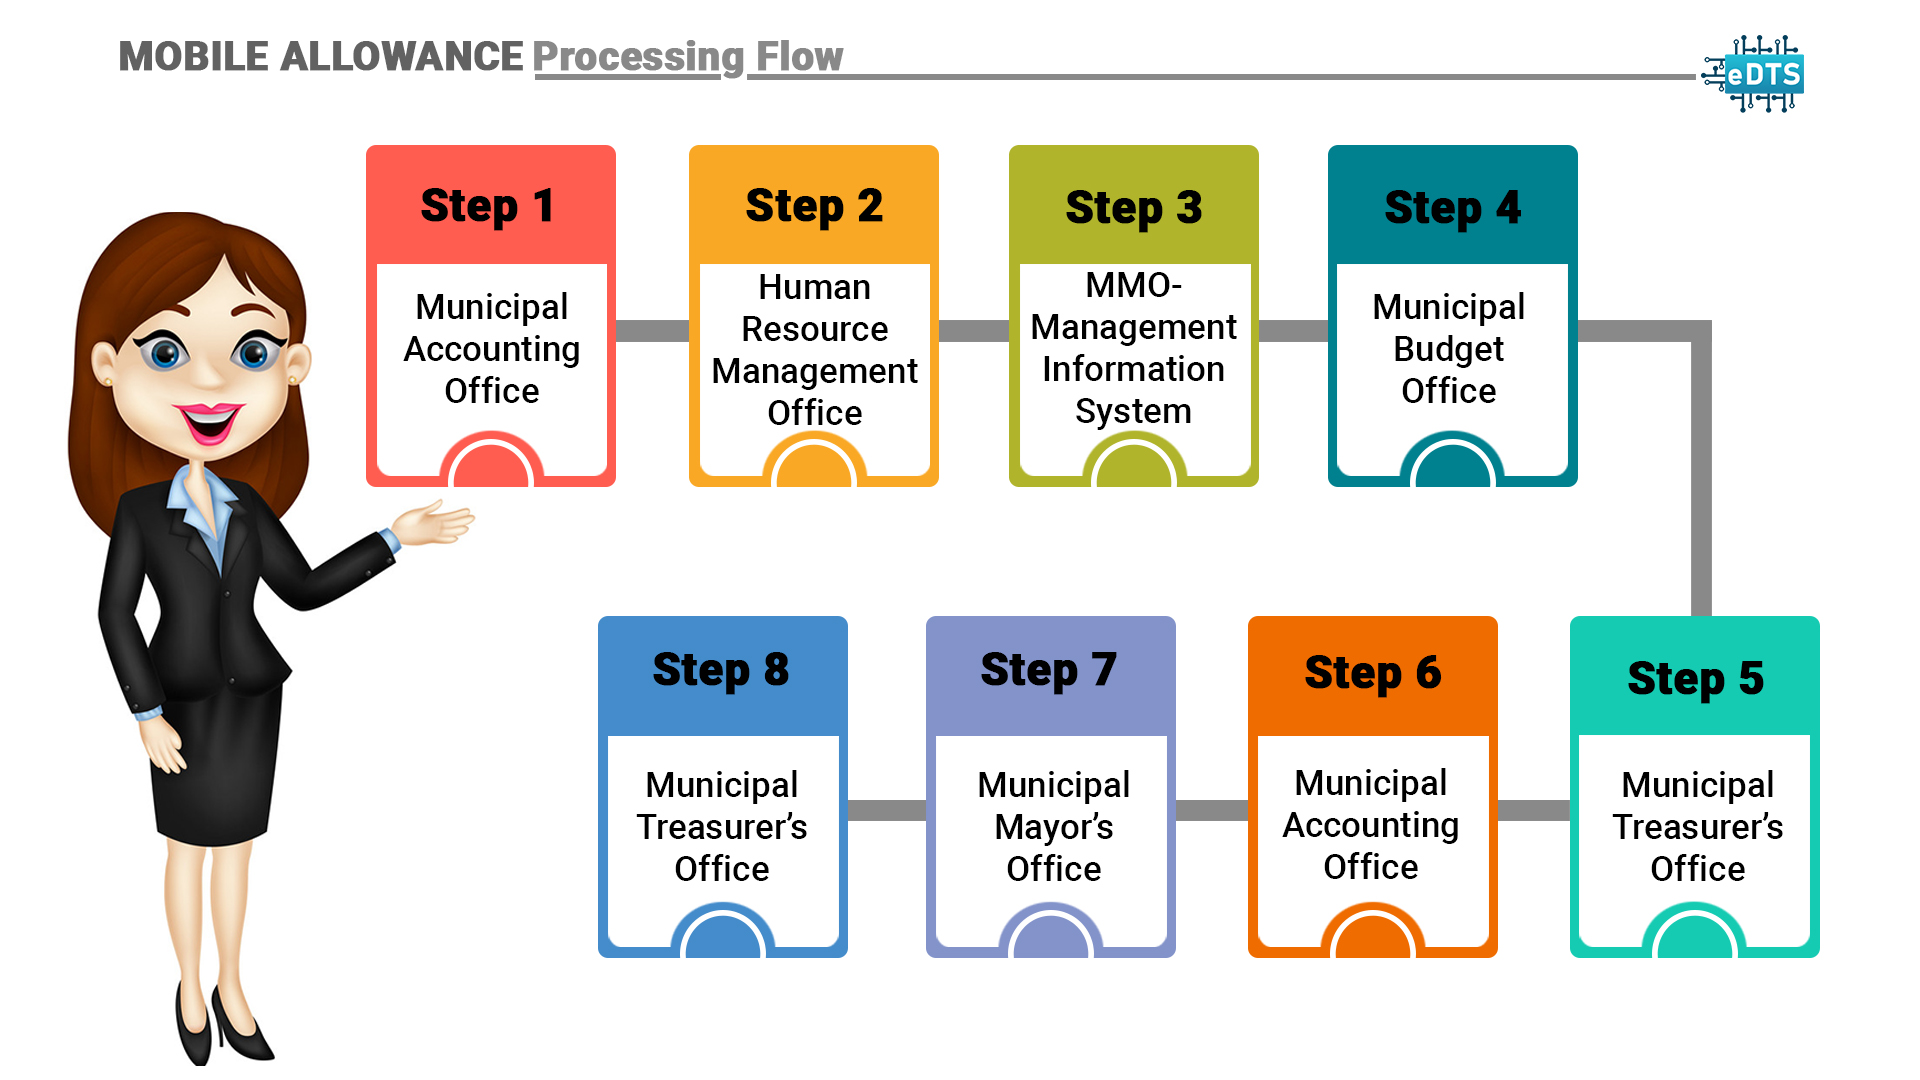 MOBILE ALLOWANCE Processing Flow
eDTS
Step 1
Municipal
Accounting
Office
Step 2
Human
Resource
Management
Office
Step 3
MMO-
Management
Information
System
Step 4
Municipal
Budget
Office
Step 5
Municipal
Treasurer’s
Office
Step 6
Municipal
Accounting
Office
Step 7
Municipal
Mayor’s
Office
Step 8
Municipal
Treasurer’s
Office